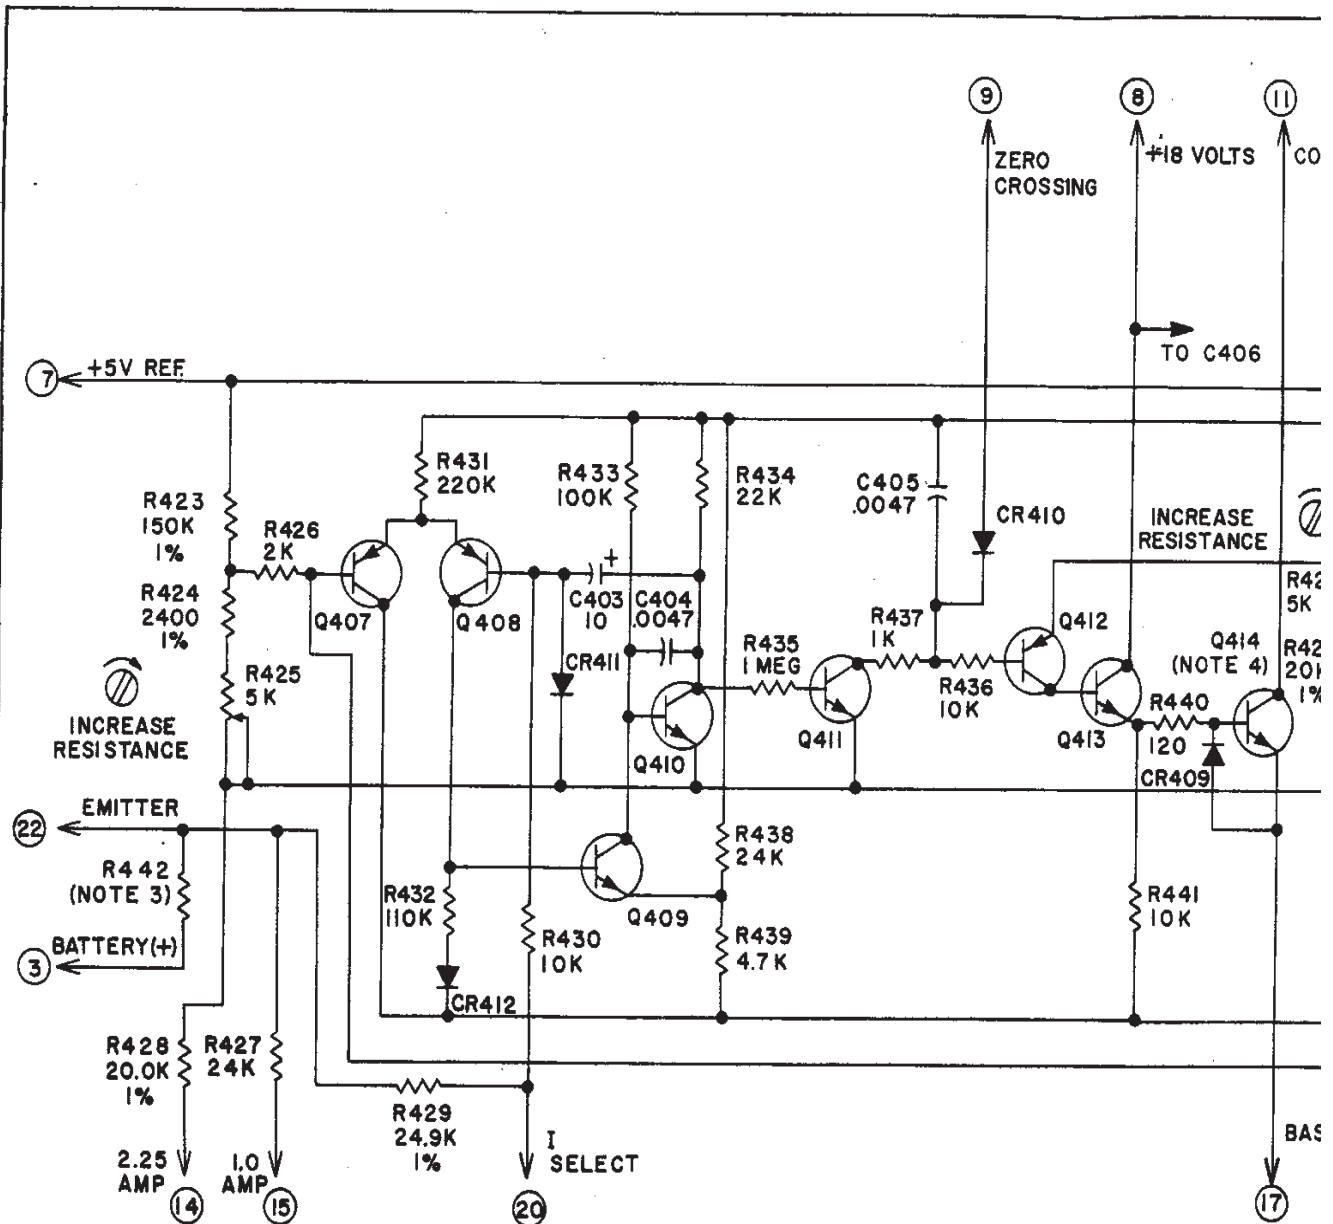 9
8
11
ZERO
CROSSING
+18 VOLTS
CO
TO C406
7
+5V REF.
R423
150K
1%
R426
2K
R424
2400
1%
R425
5K
INCREASE
RESISTANCE
Q407
R431
220K
Q408
R433
100K
R434
22K
+
C403
10
C404
.0047
CR411
Q410
R435
1 MEG
Q411
C405
.0047
CR410
R437
1K
R436
10K
Q412
Q413
INCREASE
RESISTANCE
R42
5K
Q414
(NOTE 4)
R42
20K
1%
R440
120
CR409
22
EMITTER
R442
(NOTE 3)
3
BATTERY(+)
R432
110K
CR412
Q409
R430
10K
R438
24K
R439
4.7K
R441
10K
R428
20.0K
1%
R427
24K
R429
24.9K
1%
2.25
AMP
14
1.0
AMP
15
I
SELECT
20
BAS
17